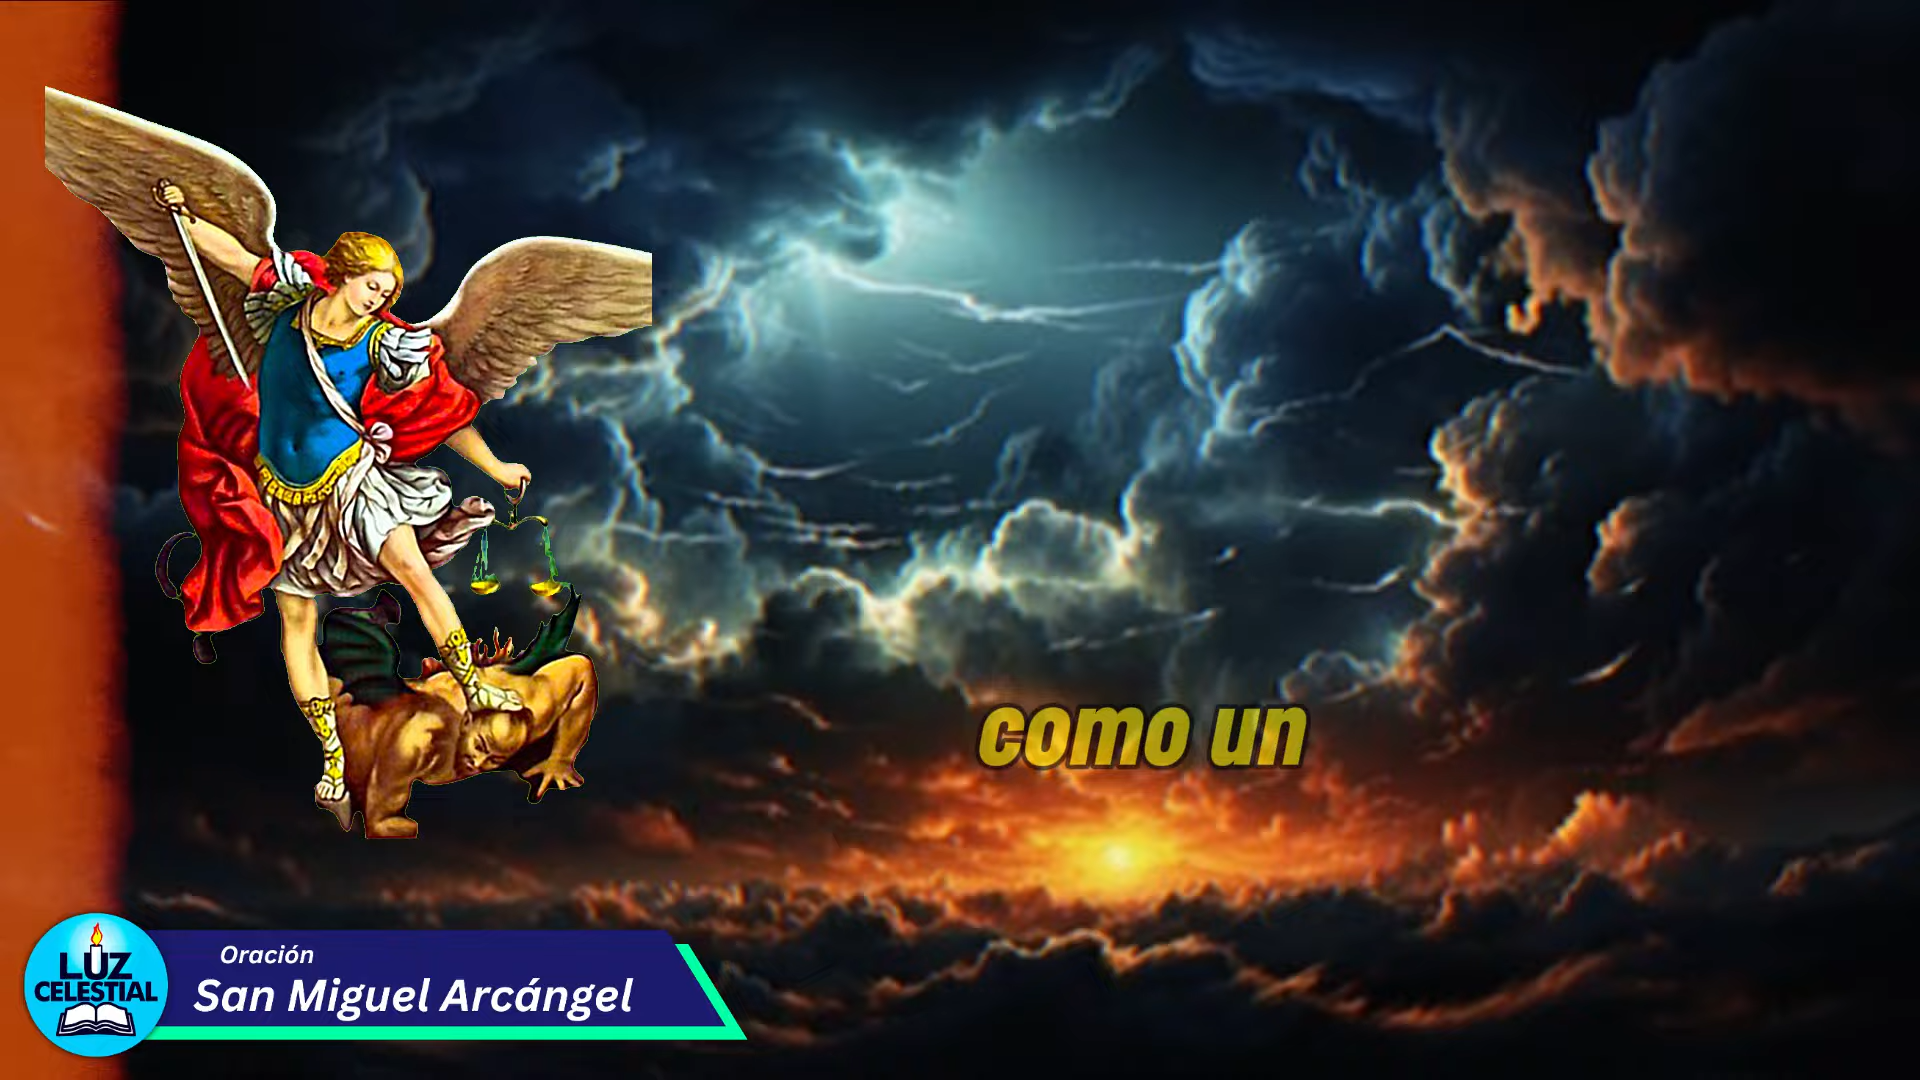 como un
Oración
San Miguel Arcángel
LUZ
CELESTIAL